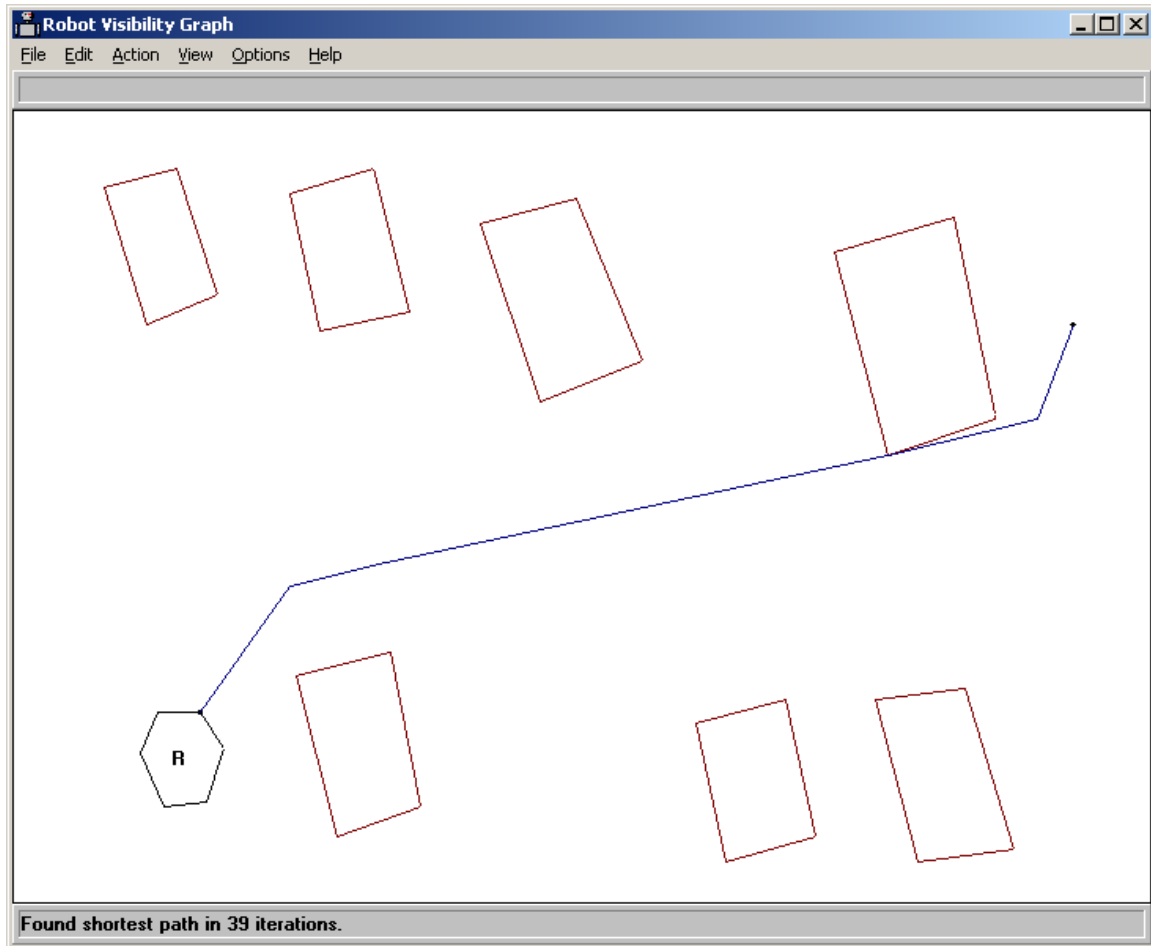 Robot Visibility Graph
File Edit Action View Options Help
R
Found shortest path in 39 iterations.